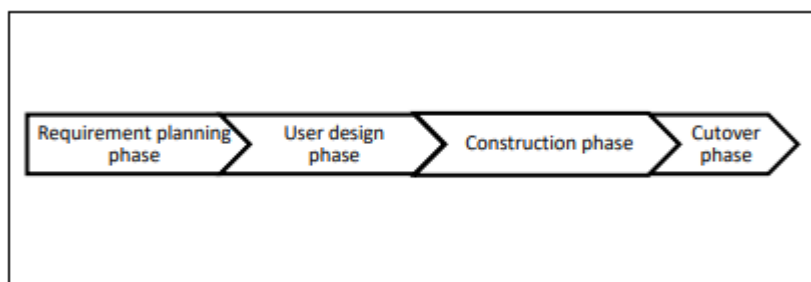 Requirement planning
phase
User design
phase
Construction phase
Cutover
phase